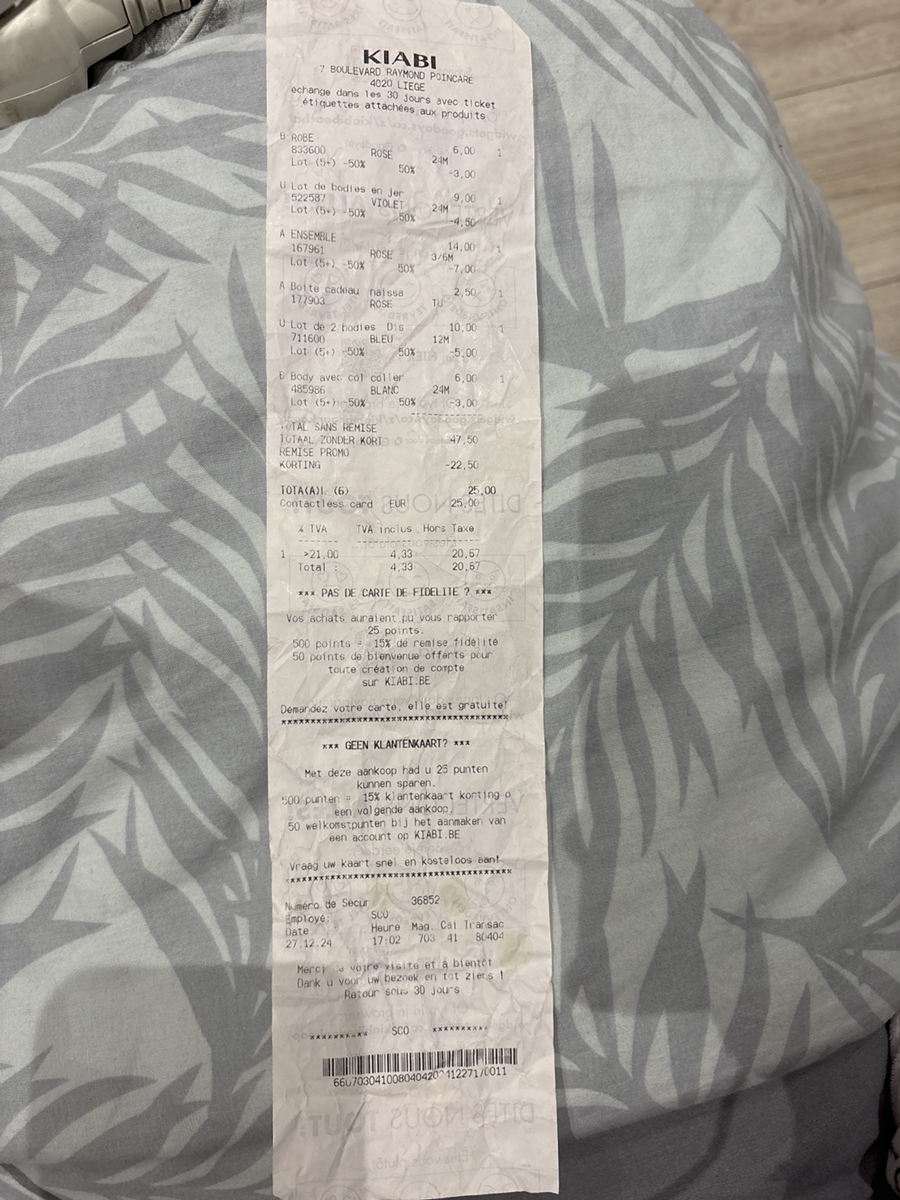 KIABI
7 BOULEVARD RAYMOND POINCARE
4020 LIEGE
échange dans les 30 jours avec ticket
étiquettes attachées aux produits
B ROBE 6,00 1
833600 ROSE 24M
Lot (5+) -50% 50% -3,00
U Lot de bodies en jer 9,00 1
522587 VIOLET 24M
Lot (5+) -50% 50% -4,50
A ENSEMBLE 14,00 1
167961 ROSE 3/6M
Lot (5+) -50% 50% -7,00
A Boite cadeau naissa 2,50 1
177903 ROSE TU
U Lot de 2 bodies Dis 10,00 1
711600 BLEU 12M
Lot (5+) -50% 50% -5,00
Body avec col coller 6,00 1
485986 BLANC 24M
Lot (5+) -50% 50% -3,00
TOTAL SANS REMISE
TOTAAL ZONDER KORT 47,50
REMISE PROMO
KORTING -22,50
TOTA(A)L (6) 25,00
Contactless card EUR 25,00
% TVA TVA inclus Hors Taxe
1 >21,00 4,33 20,67
Total : 4,33 20,67
*** PAS DE CARTE DE FIDELITE ? ***
Vos achats auraient pu vous rapporter
25 points.
500 points = 15% de remise fidélité
50 points de bienvenue offerts pour
toute création de compte
sur KIABI.BE
Demandez votre carte, elle est gratuite!
****************************************
*** GEEN KLANTENKAART? ***
Met deze aankoop had u 25 punten
kunnen sparen.
500 punten = 15% klantenkaart korting o
een volgende aankoop.
50 welkomstpunten bij het aanmaken van
een account op KIABI.BE
Vraag uw kaart snel en kosteloos aan!
****************************************
Numéro de Secur 36852
Employé: SCO
Date Heure Mag. Cai Transac
27.12.24 17:02 703 41 80404
Merci de votre visite et à bientôt
Dank u voor uw bezoek en tot ziens !
Retour sous 30 jours
********** SCO **********